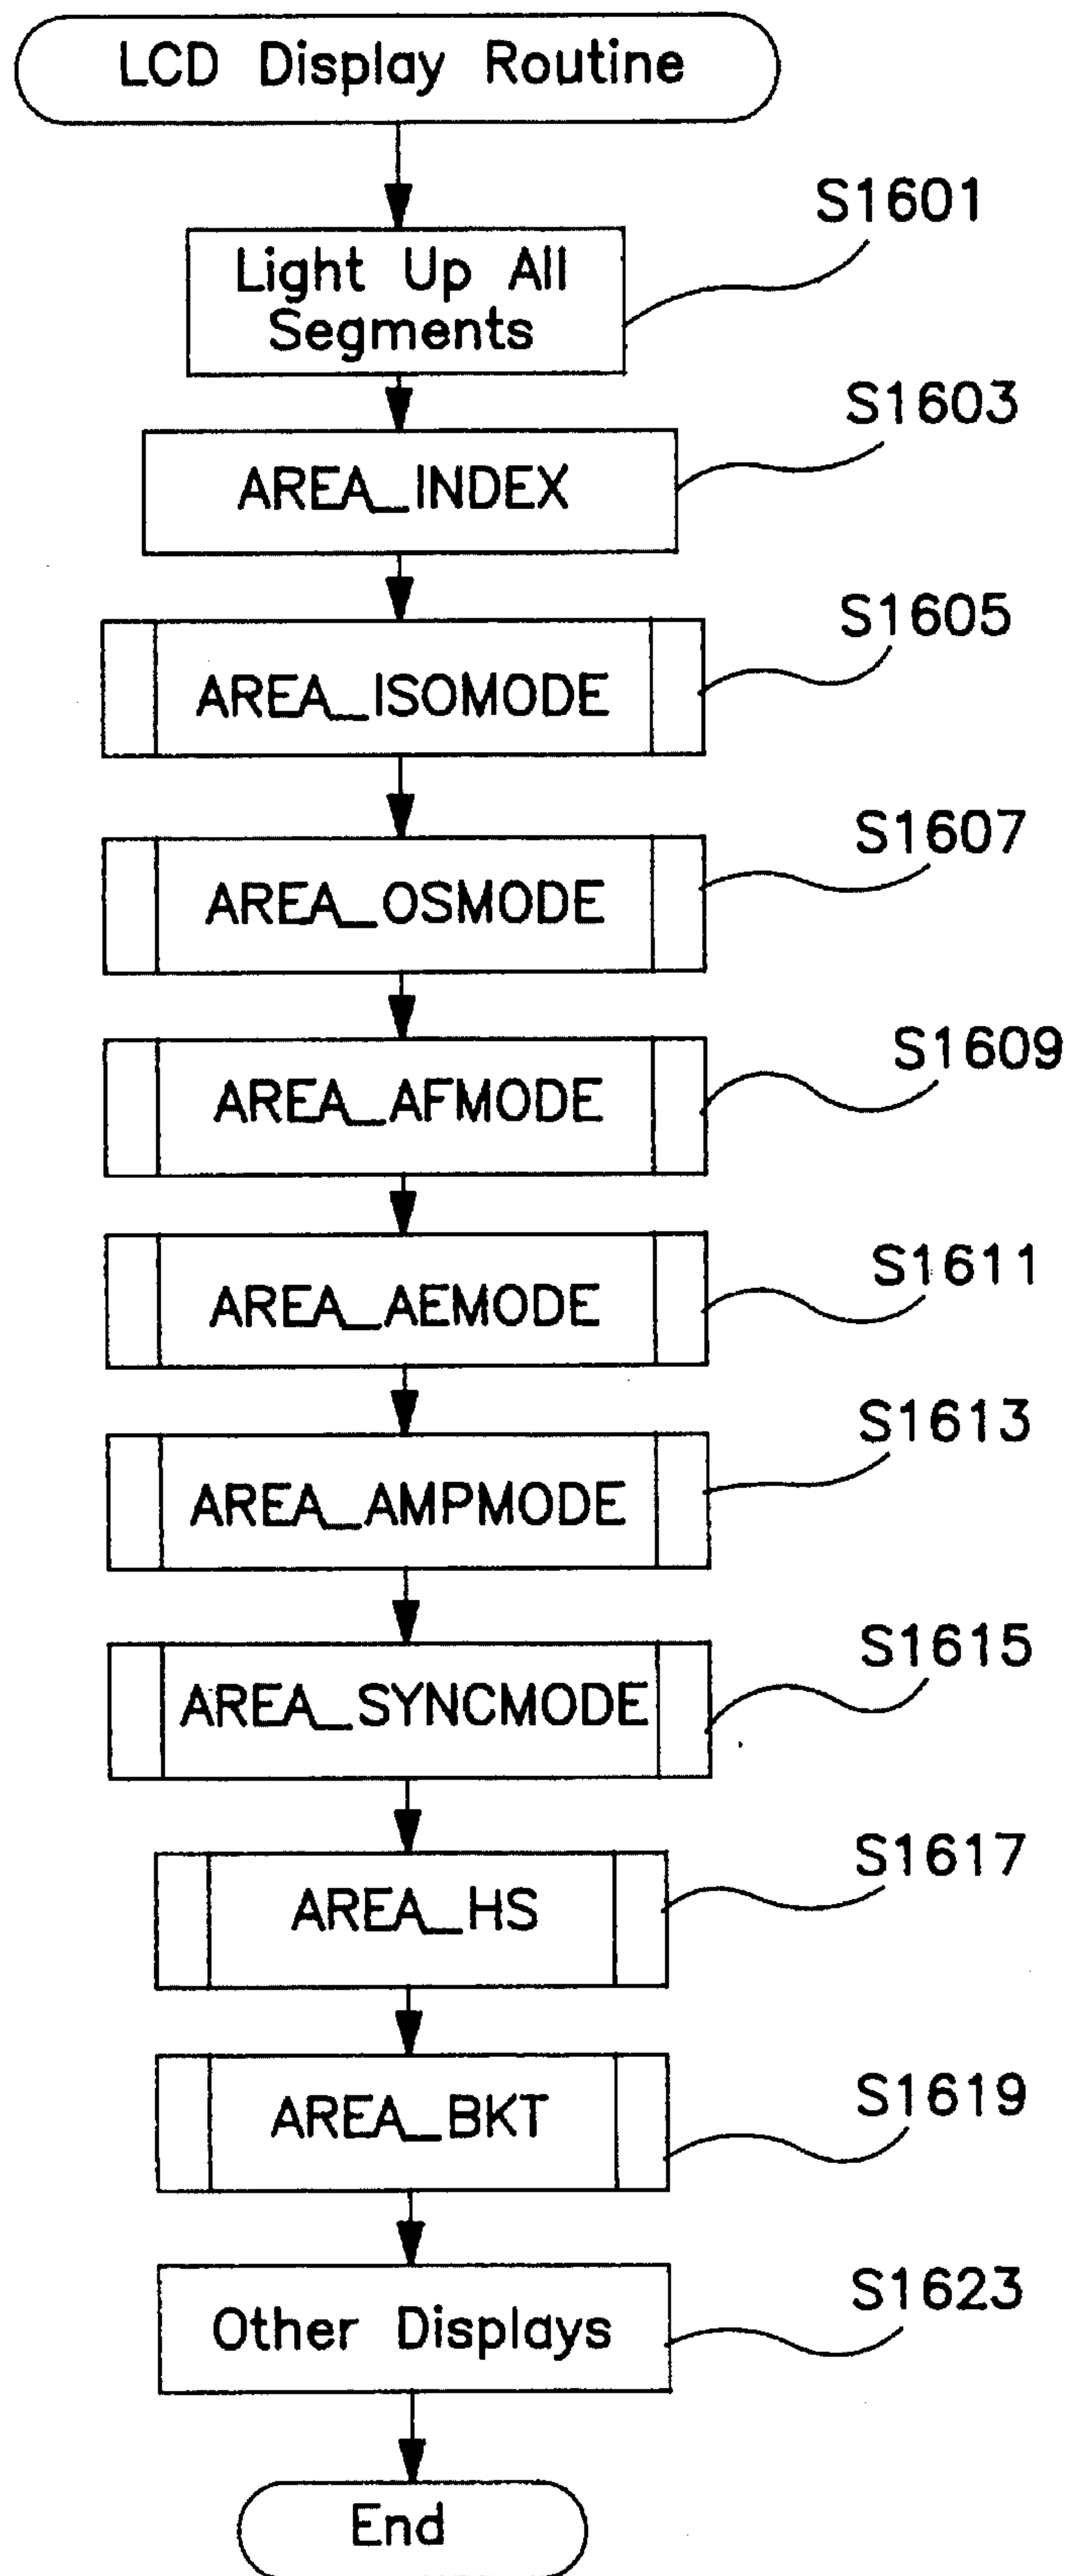 LCD Display Routine
S1601
Light Up All
Segments
S1603
AREA_INDEX
S1605
AREA_ISOMODE
S1607
AREA_OSMODE
S1609
AREA_AFMODE
S1611
AREA_AEMODE
S1613
AREA_AMPMODE
S1615
AREA_SYNCMODE
S1617
AREA_HS
S1619
AREA_BKT
S1623
Other Displays
End